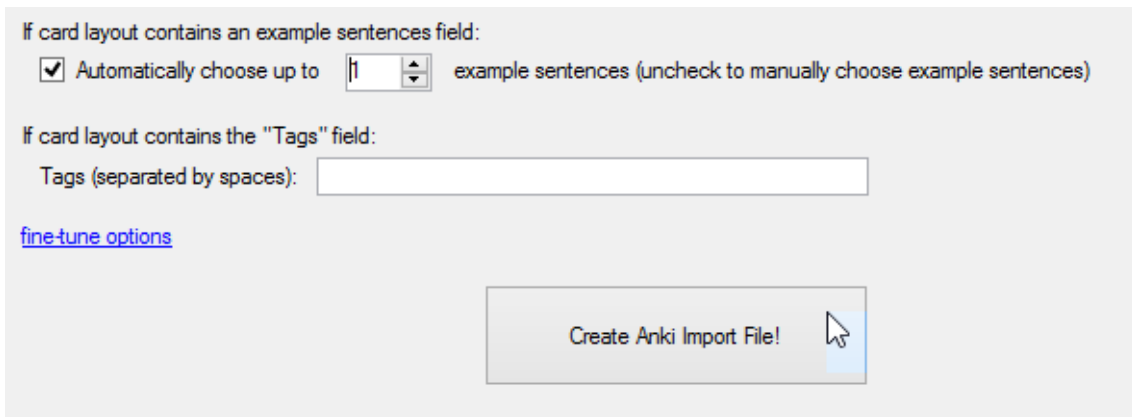 If card layout contains an example sentences field:
Automatically choose up to 1 example sentences (uncheck to manually choose example sentences)
If card layout contains the "Tags" field:
Tags (separated by spaces):
fine-tune options
Create Anki Import File!